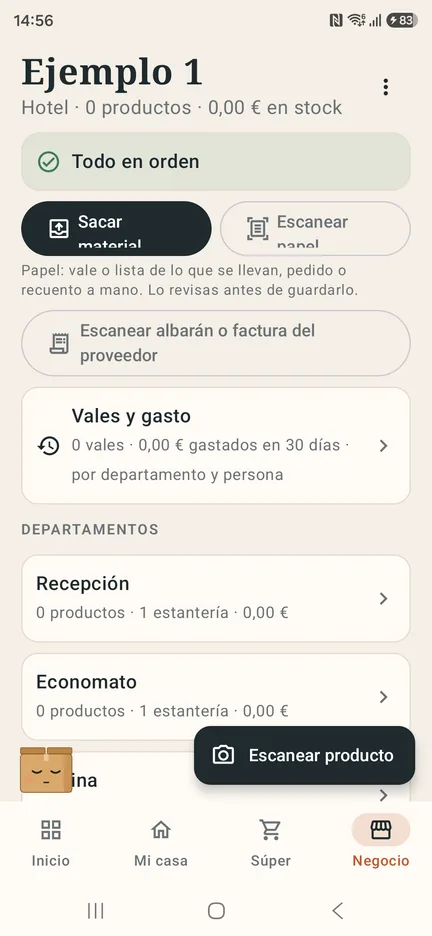 14:56
83
Ejemplo 1
Hotel · 0 productos · 0,00 € en stock
Todo en orden
Sacar
material
Escanear
papel
Papel: vale o lista de lo que se llevan, pedido o
recuento a mano. Lo revisas antes de guardarlo.
Escanear albarán o factura del
proveedor
Vales y gasto
0 vales · 0,00 € gastados en 30 días ·
por departamento y persona
DEPARTAMENTOS
Recepción
0 productos · 1 estantería · 0,00 €
Economato
0 productos · 1 estantería · 0,00 €
ina
Escanear producto
Inicio
Mi casa
Súper
Negocio